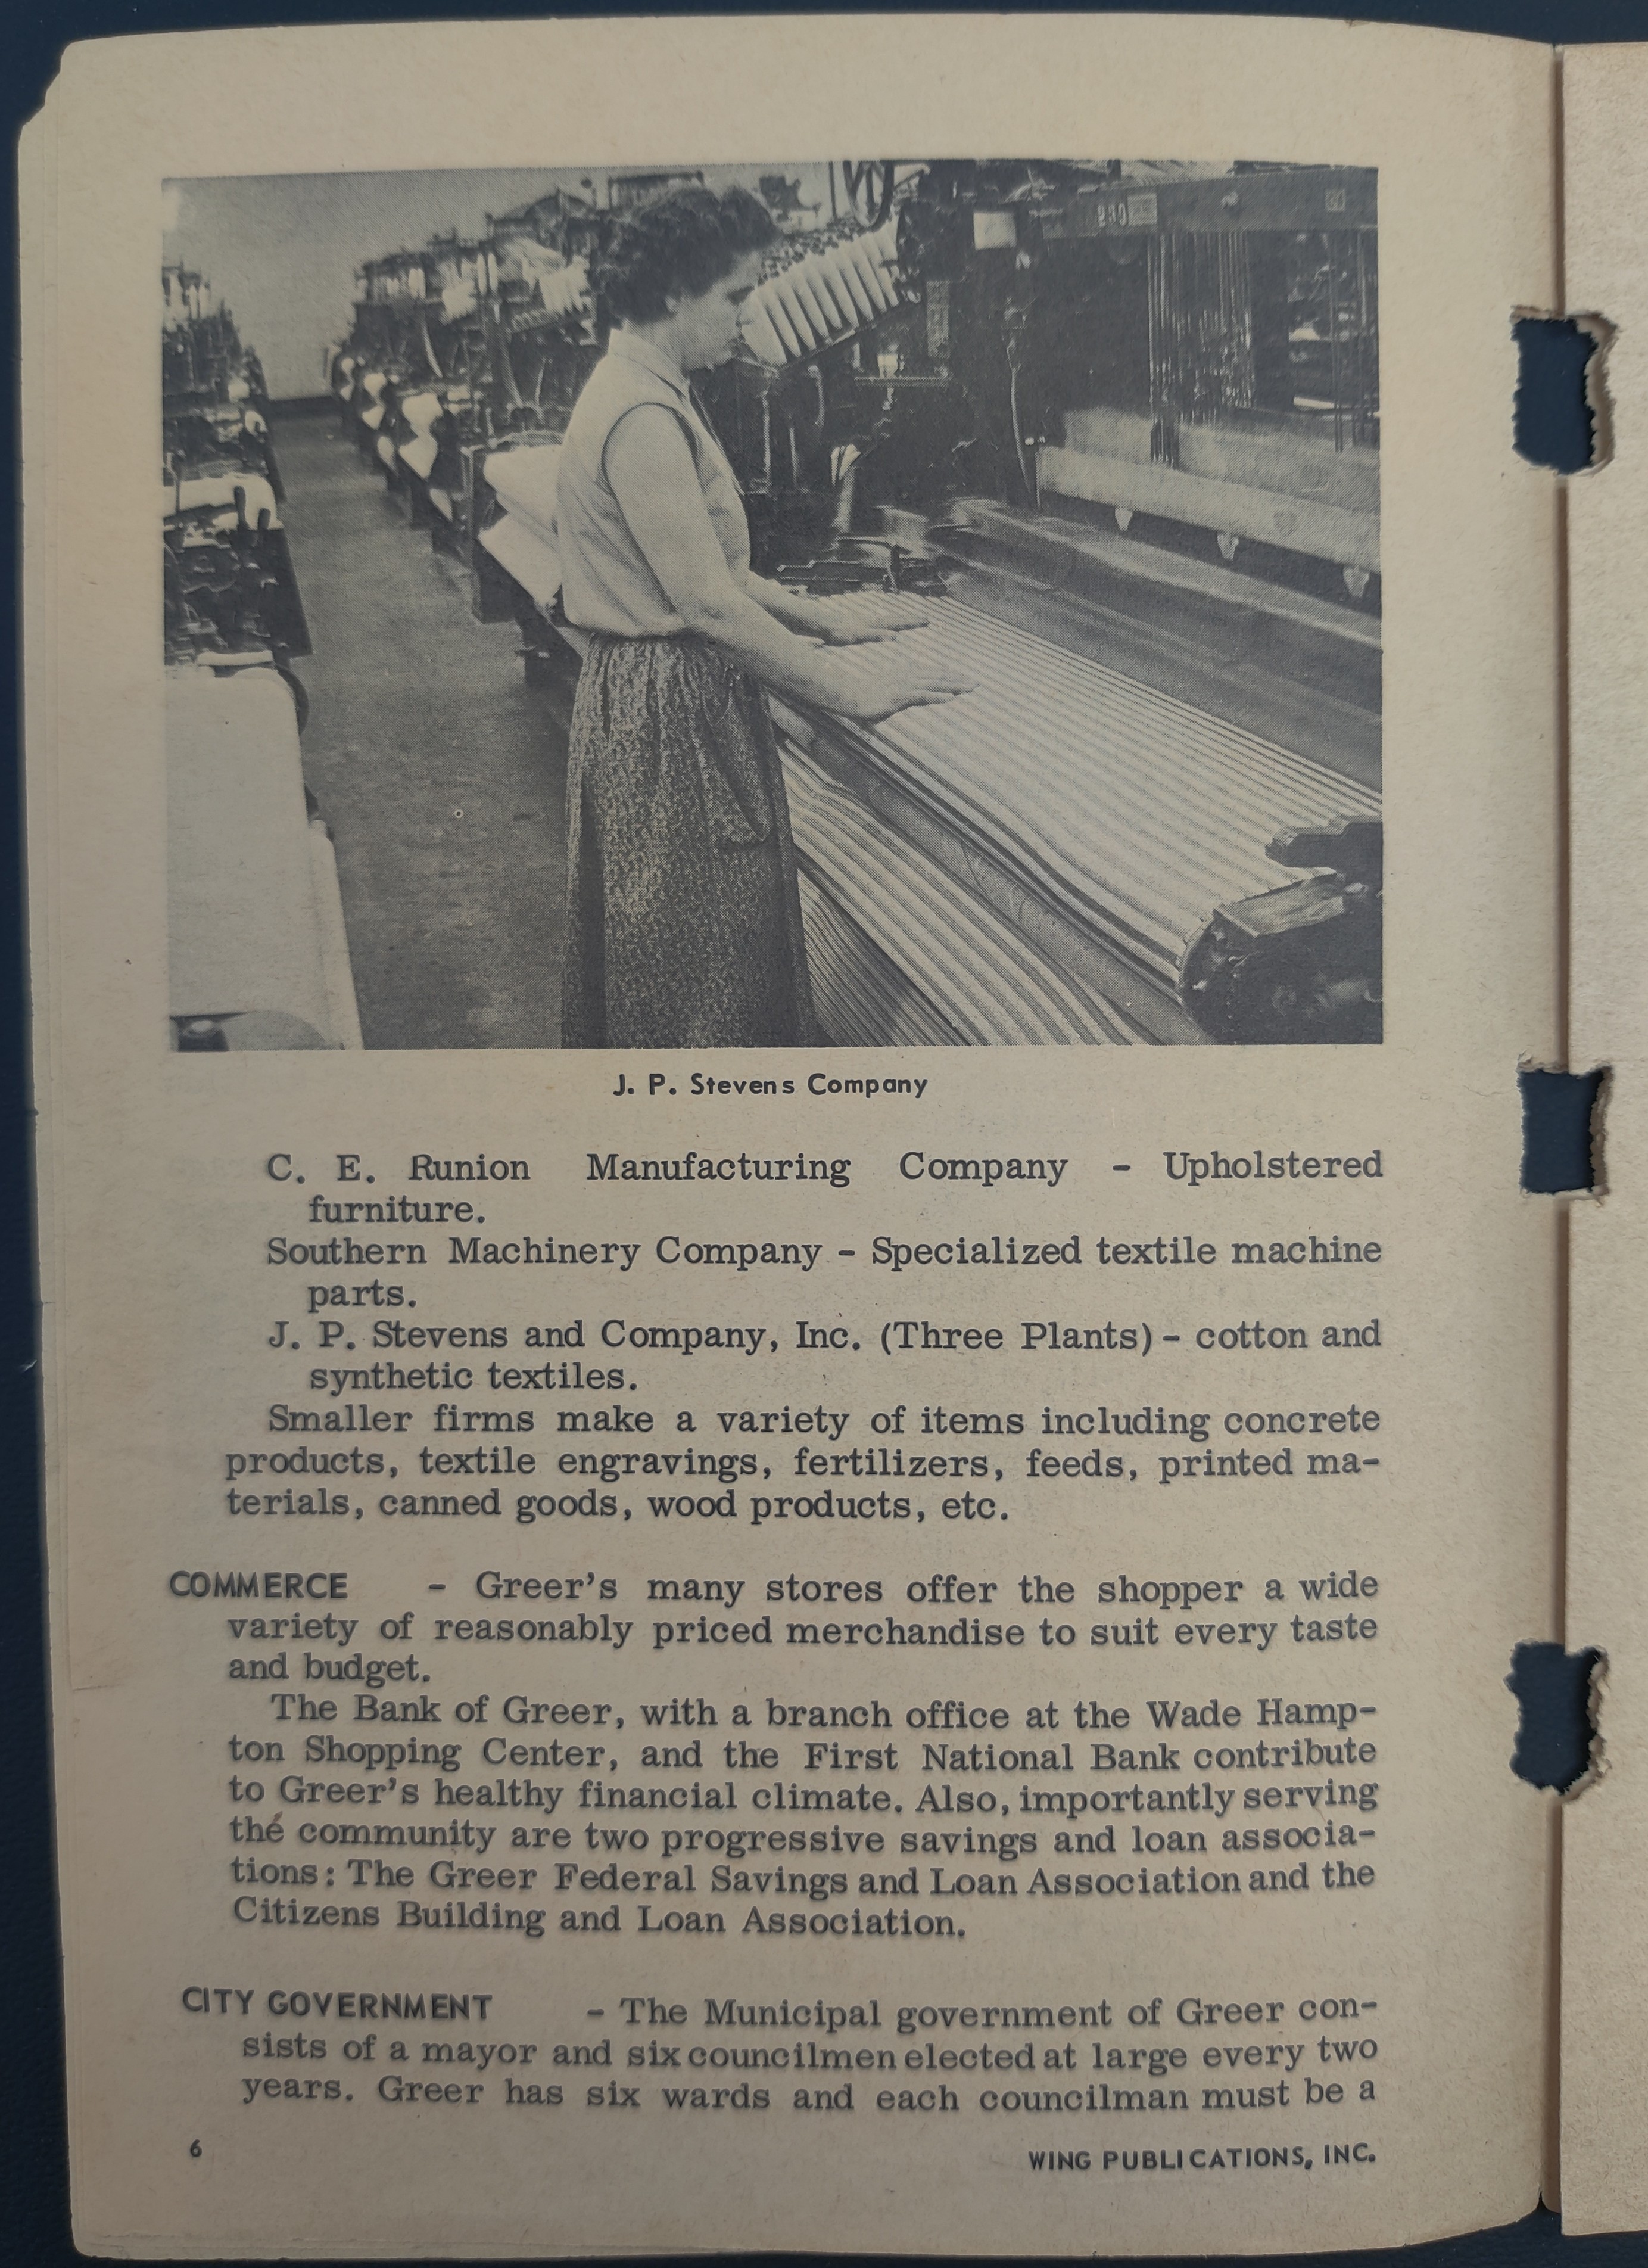 230
J. P. Stevens Company
C. E. Runion Manufacturing Company - Upholstered
furniture.
Southern Machinery Company - Specialized textile machine
parts.
J. P. Stevens and Company, Inc. (Three Plants) - cotton and
synthetic textiles.
Smaller firms make a variety of items including concrete
products, textile engravings, fertilizers, feeds, printed ma-
terials, canned goods, wood products, etc.
COMMERCE - Greer's many stores offer the shopper a wide
variety of reasonably priced merchandise to suit every taste
and budget.
The Bank of Greer, with a branch office at the Wade Hamp-
ton Shopping Center, and the First National Bank contribute
to Greer's healthy financial climate. Also, importantly serving
the community are two progressive savings and loan associa-
tions: The Greer Federal Savings and Loan Association and the
Citizens Building and Loan Association.
CITY GOVERNMENT - The Municipal government of Greer con-
sists of a mayor and six councilmen elected at large every two
years. Greer has six wards and each councilman must be a
6
WING PUBLICATIONS, INC.